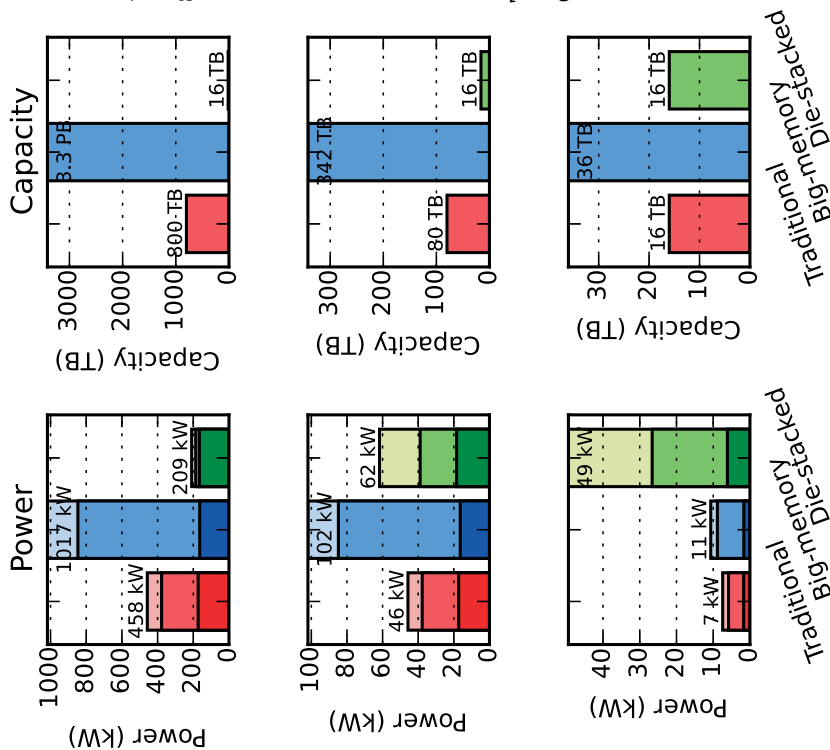 Power
Capacity
Power (kW)
1000
800
600
400
200
0
458 kW
1017 kW
209 kW
Capacity (TB)
3000
2000
1000
0
800 TB
3.3 PB
16 TB
Power (kW)
100
80
60
40
20
0
46 kW
102 kW
62 kW
Capacity (TB)
300
200
100
0
80 TB
342 TB
16 TB
Power (kW)
40
30
20
10
0
7 kW
11 kW
49 kW
Capacity (TB)
30
20
10
0
16 TB
36 TB
16 TB
Traditional
Big-memory
Die-stacked
Traditional
Big-memory
Die-stacked